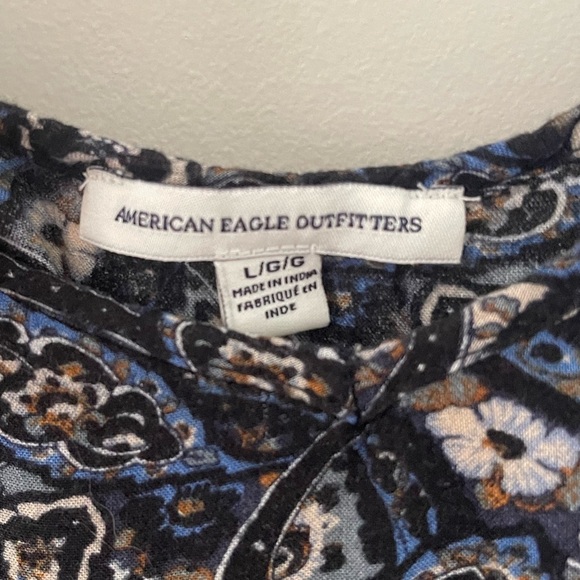 AMERICAN EAGLE OUTFITTERS
L/G/G
MADE IN INDIA
FABRIQUÉ EN
INDE